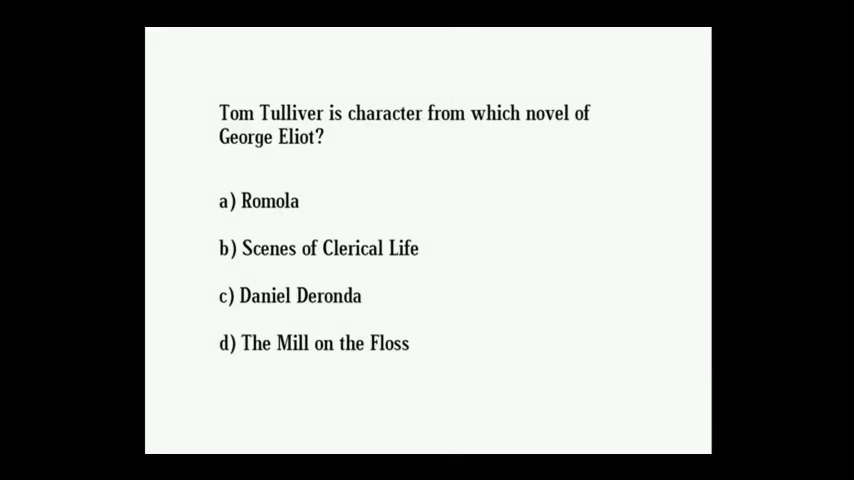 Tom Tulliver is character from which novel of
George Eliot?
a) Romola
b) Scenes of Clerical Life
c) Daniel Deronda
d) The Mill on the Floss